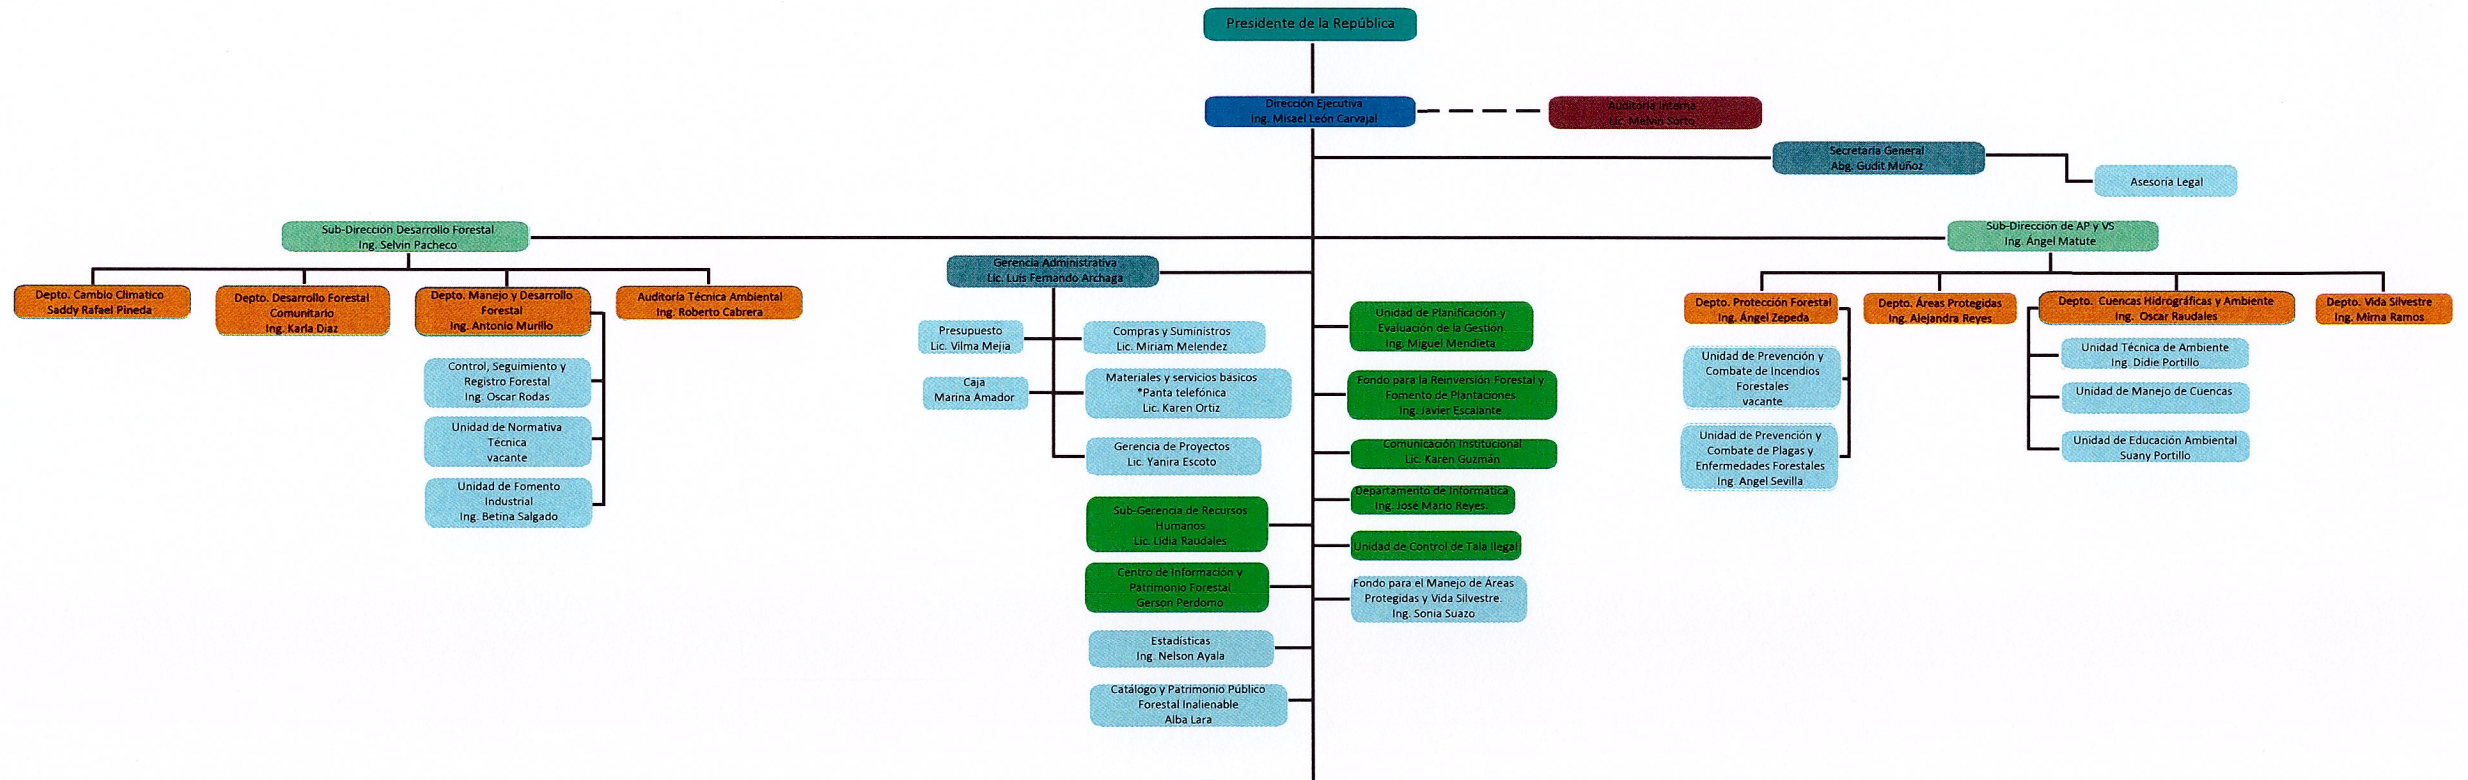 Presidente de la República
Dirección Ejecutiva
Ing. Misael León Carvajal
Auditoría Interna
Lic. Melvin Sorto
Secretaría General
Abg. Gudit Muñoz
Asesoría Legal
Sub-Dirección Desarrollo Forestal
Ing. Selvin Pacheco
Sub-Dirección de AP y VS
Ing. Ángel Matute
Gerencia Administrativa
Lic. Luis Fernando Archaga
Depto. Cambio Climatico
Saddy Rafael Pineda
Depto. Desarrollo Forestal
Comunitario
Ing. Karla Díaz
Depto. Manejo y Desarrollo
Forestal
Ing. Antonio Murillo
Auditoría Técnica Ambiental
Ing. Roberto Cabrera
Control, Seguimiento y
Registro Forestal
Ing. Oscar Rodas
Unidad de Normativa
Técnica
vacante
Unidad de Fomento
Industrial
Ing. Betina Salgado
Presupuesto
Lic. Vilma Mejía
Compras y Suministros
Lic. Miriam Melendez
Caja
Marina Amador
Materiales y servicios básicos
*Panta telefónica
Lic. Karen Ortiz
Gerencia de Proyectos
Lic. Yanira Escoto
Sub-Gerencia de Recursos
Humanos
Lic. Lidia Raudales
Centro de Información y
Patrimonio Forestal
Gerson Perdomo
Estadísticas
Ing. Nelson Ayala
Catálogo y Patrimonio Público
Forestal Inalienable
Alba Lara
Unidad de Planificación y
Evaluación de la Gestión
Ing. Miguel Mendieta
Fondo para la Reinversión Forestal y
Fomento de Plantaciones
Ing. Javier Escalante
Comunicación Institucional
Lic. Karen Guzmán
Departamento de Informática
Ing. José Mario Reyes.
Unidad de Control de Tala Ilegal
Fondo para el Manejo de Áreas
Protegidas y Vida Silvestre.
Ing. Sonia Suazo
Depto. Protección Forestal
Ing. Ángel Zepeda
Depto. Áreas Protegidas
Ing. Alejandra Reyes
Depto. Cuencas Hidrográficas y Ambiente
Ing. Oscar Raudales
Depto. Vida Silvestre
Ing. Mirna Ramos
Unidad de Prevención y
Combate de Incendios
Forestales
vacante
Unidad de Prevención y
Combate de Plagas y
Enfermedades Forestales
Ing. Angel Sevilla
Unidad Técnica de Ambiente
Ing. Didie Portillo
Unidad de Manejo de Cuencas
Unidad de Educación Ambiental
Suany Portillo